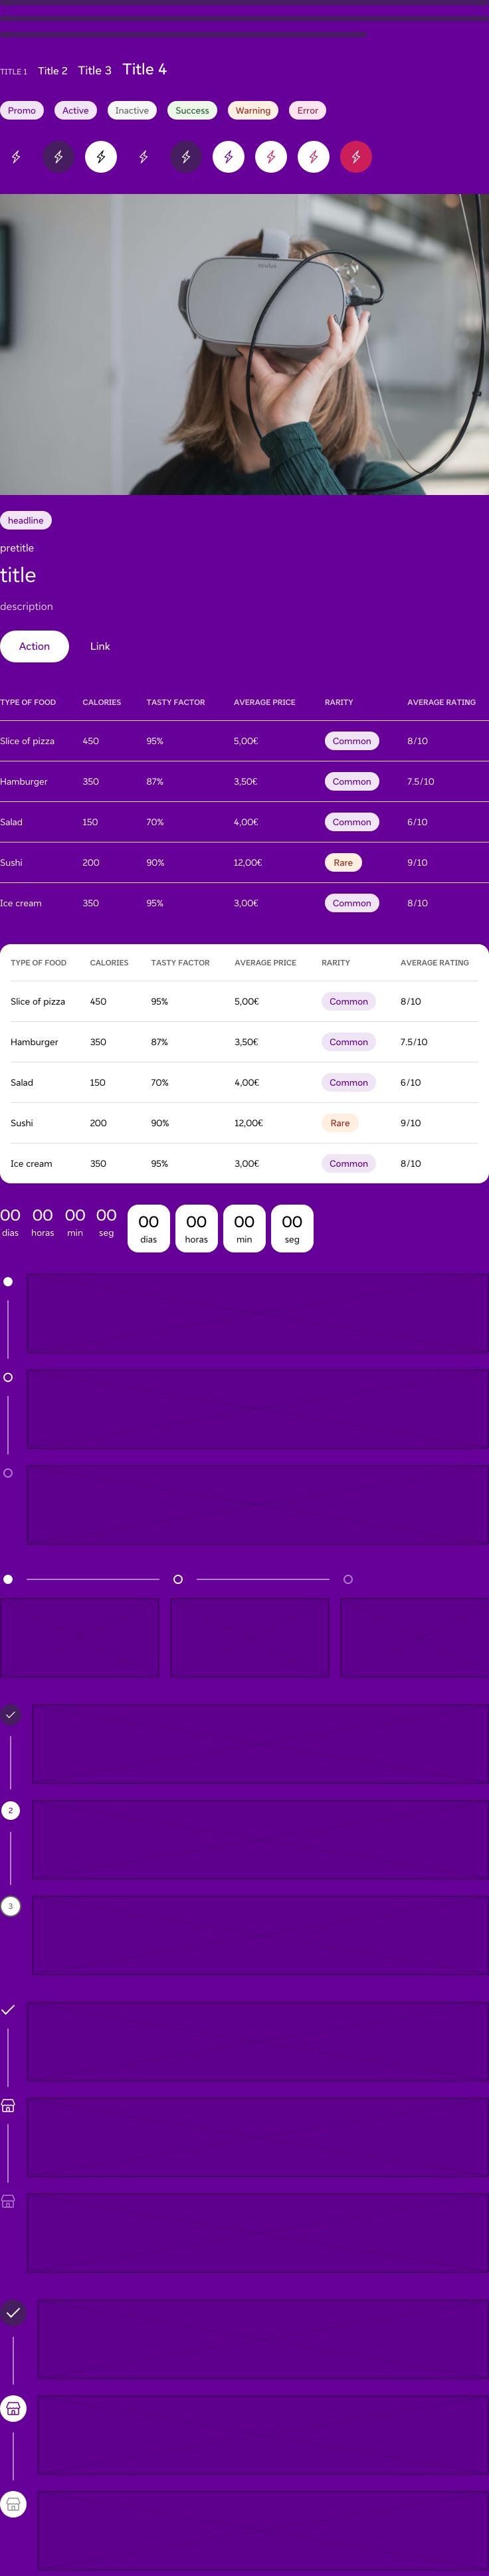 TITLE 1 Title 2 Title 3 Title 4
Promo Active Inactive Success Warning Error
oculus
headline
pretitle
title
description
Action Link
TYPE OF FOOD CALORIES TASTY FACTOR AVERAGE PRICE RARITY AVERAGE RATING
Slice of pizza 450 95% 5,00€ Common 8/10
Hamburger 350 87% 3,50€ Common 7.5/10
Salad 150 70% 4,00€ Common 6/10
Sushi 200 90% 12,00€ Rare 9/10
Ice cream 350 95% 3,00€ Common 8/10
TYPE OF FOOD CALORIES TASTY FACTOR AVERAGE PRICE RARITY AVERAGE RATING
Slice of pizza 450 95% 5,00€ Common 8/10
Hamburger 350 87% 3,50€ Common 7.5/10
Salad 150 70% 4,00€ Common 6/10
Sushi 200 90% 12,00€ Rare 9/10
Ice cream 350 95% 3,00€ Common 8/10
00 00 00 00 00 00 00 00
dias horas min seg dias horas min seg
2
3